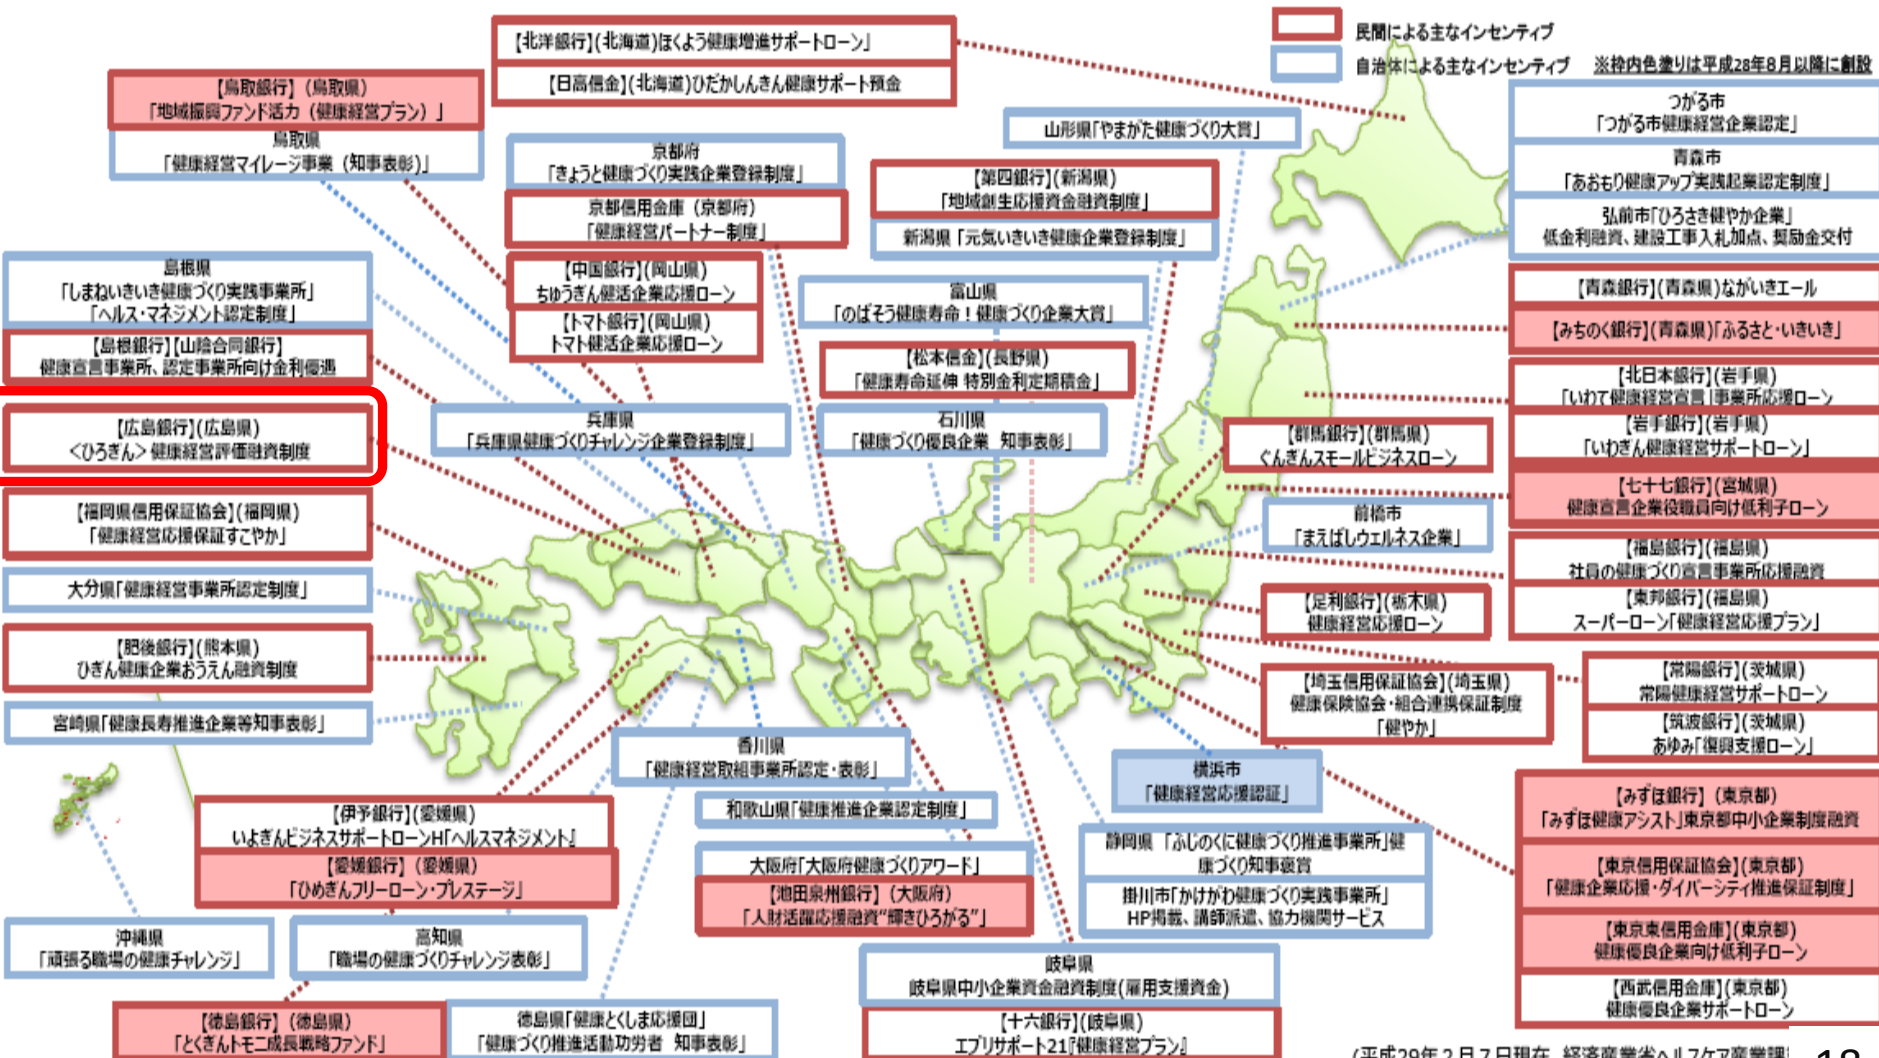 民間による主なインセンティブ
自治体による主なインセンティブ
※枠内色塗りは平成28年8月以降に創設
【北洋銀行】(北海道)ほくよう健康増進サポートローン」
【日高信金】(北海道)ひだかしんきん健康サポート預金
【鳥取銀行】(鳥取県)
「地域振興ファンド活力(健康経営プラン)」
鳥取県
「健康経営マイレージ事業(知事表彰)」
京都府
「きょうと健康づくり実践企業登録制度」
京都信用金庫(京都府)
「健康経営パートナー制度」
山形県「やまがた健康づくり大賞」
【第四銀行】(新潟県)
「地域創生応援資金融資制度」
新潟県「元気いきいき健康企業登録制度」
つがる市
「つがる市健康経営企業認定」
青森市
「あおもり健康アップ実践起業認定制度」
弘前市「ひろさき健やか企業」
低金利融資、建設工事入札加点、奨励金交付
島根県
「しまねいきいき健康づくり実践事業所」
「ヘルス・マネジメント認定制度」
【島根銀行】【山陰合同銀行】
健康宣言事業所、認定事業所向け金利優遇
【中国銀行】(岡山県)
ちゅうぎん健活企業応援ローン
【トマト銀行】(岡山県)
トマト健活企業応援ローン
富山県
「のばそう健康寿命!健康づくり企業大賞」
【松本信金】(長野県)
「健康寿命延伸 特別金利定期積金」
【青森銀行】(青森県)ながいきエール
【みちのく銀行】(青森県)「ふるさと・いきいき」
【北日本銀行】(岩手県)
「いわて健康経営宣言」事業所応援ローン
【岩手銀行】(岩手県)
「いわぎん健康経営サポートローン」
【七十七銀行】(宮城県)
健康宣言企業役職員向け低利子ローン
【広島銀行】(広島県)
<ひろぎん>健康経営評価融資制度
兵庫県
「兵庫県健康づくりチャレンジ企業登録制度」
石川県
「健康づくり優良企業 知事表彰」
【群馬銀行】(群馬県)
ぐんぎんスモールビジネスローン
【福岡県信用保証協会】(福岡県)
「健康経営応援保証すこやか」
前橋市
「まえばしウェルネス企業」
【福島銀行】(福島県)
社員の健康づくり宣言事業所応援融資
【東邦銀行】(福島県)
スーパーローン「健康経営応援プラン」
大分県「健康経営事業所認定制度」
【足利銀行】(栃木県)
健康経営応援ローン
【肥後銀行】(熊本県)
ひぎん健康企業おうえん融資制度
【埼玉信用保証協会】(埼玉県)
健康保険協会・組合連携保証制度
「健やか」
【常陽銀行】(茨城県)
常陽健康経営サポートローン
【筑波銀行】(茨城県)
あゆみ「復興支援ローン」
宮崎県「健康長寿推進企業等知事表彰」
香川県
「健康経営取組事業所認定・表彰」
横浜市
「健康経営応援認証」
【伊予銀行】(愛媛県)
いよぎんビジネスサポートローンH「ヘルスマネジメント』
【愛媛銀行】(愛媛県)
「ひめぎんフリーローン・プレステージ」
和歌山県「健康推進企業認定制度」
大阪府「大阪府健康づくりアワード」
【池田泉州銀行】(大阪府)
「人財活躍応援融資“輝きひろがる”」
静岡県「ふじのくに健康づくり推進事業所」健
康づくり知事褒賞
掛川市「かけがわ健康づくり実践事業所」
HP掲載、講師派遣、協力機関サービス
【みずほ銀行】(東京都)
「みずほ健康アシスト」東京都中小企業制度融資
【東京信用保証協会】(東京都)
「健康企業応援・ダイバーシティ推進保証制度」
【東京東信用金庫】(東京都)
健康優良企業向け低利子ローン
【西武信用金庫】(東京都)
健康優良企業サポートローン
沖縄県
「頑張る職場の健康チャレンジ」
高知県
「職場の健康づくりチャレンジ表彰」
岐阜県
岐阜県中小企業資金融資制度(雇用支援資金)
【十六銀行】(岐阜県)
エブリサポート21『健康経営プラン』
【徳島銀行】(徳島県)
「とくぎんトモニ成長戦略ファンド」
徳島県「健康とくしま応援団」
「健康づくり推進活動功労者 知事表彰」
(平成29年2月7日現在 経済産業省ヘルスケア産業課